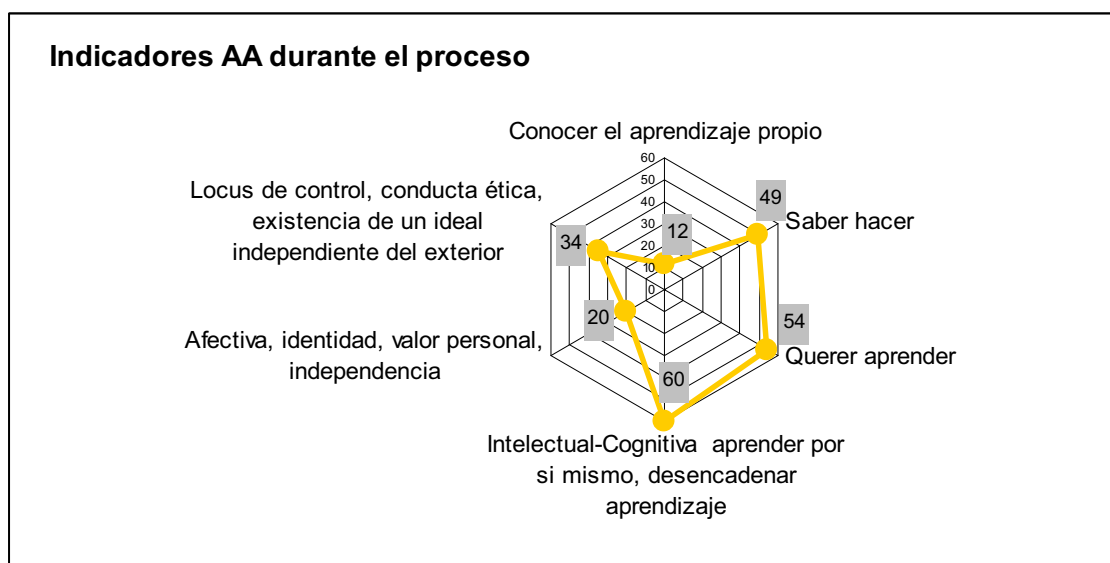 Indicadores AA durante el proceso
Conocer el aprendizaje propio
60
50
40
30
20
10
0
12
49
Saber hacer
54
Querer aprender
60
Intelectual-Cognitiva aprender por
si mismo, desencadenar
aprendizaje
20
Afectiva, identidad, valor personal,
independencia
34
Locus de control, conducta ética,
existencia de un ideal
independiente del exterior